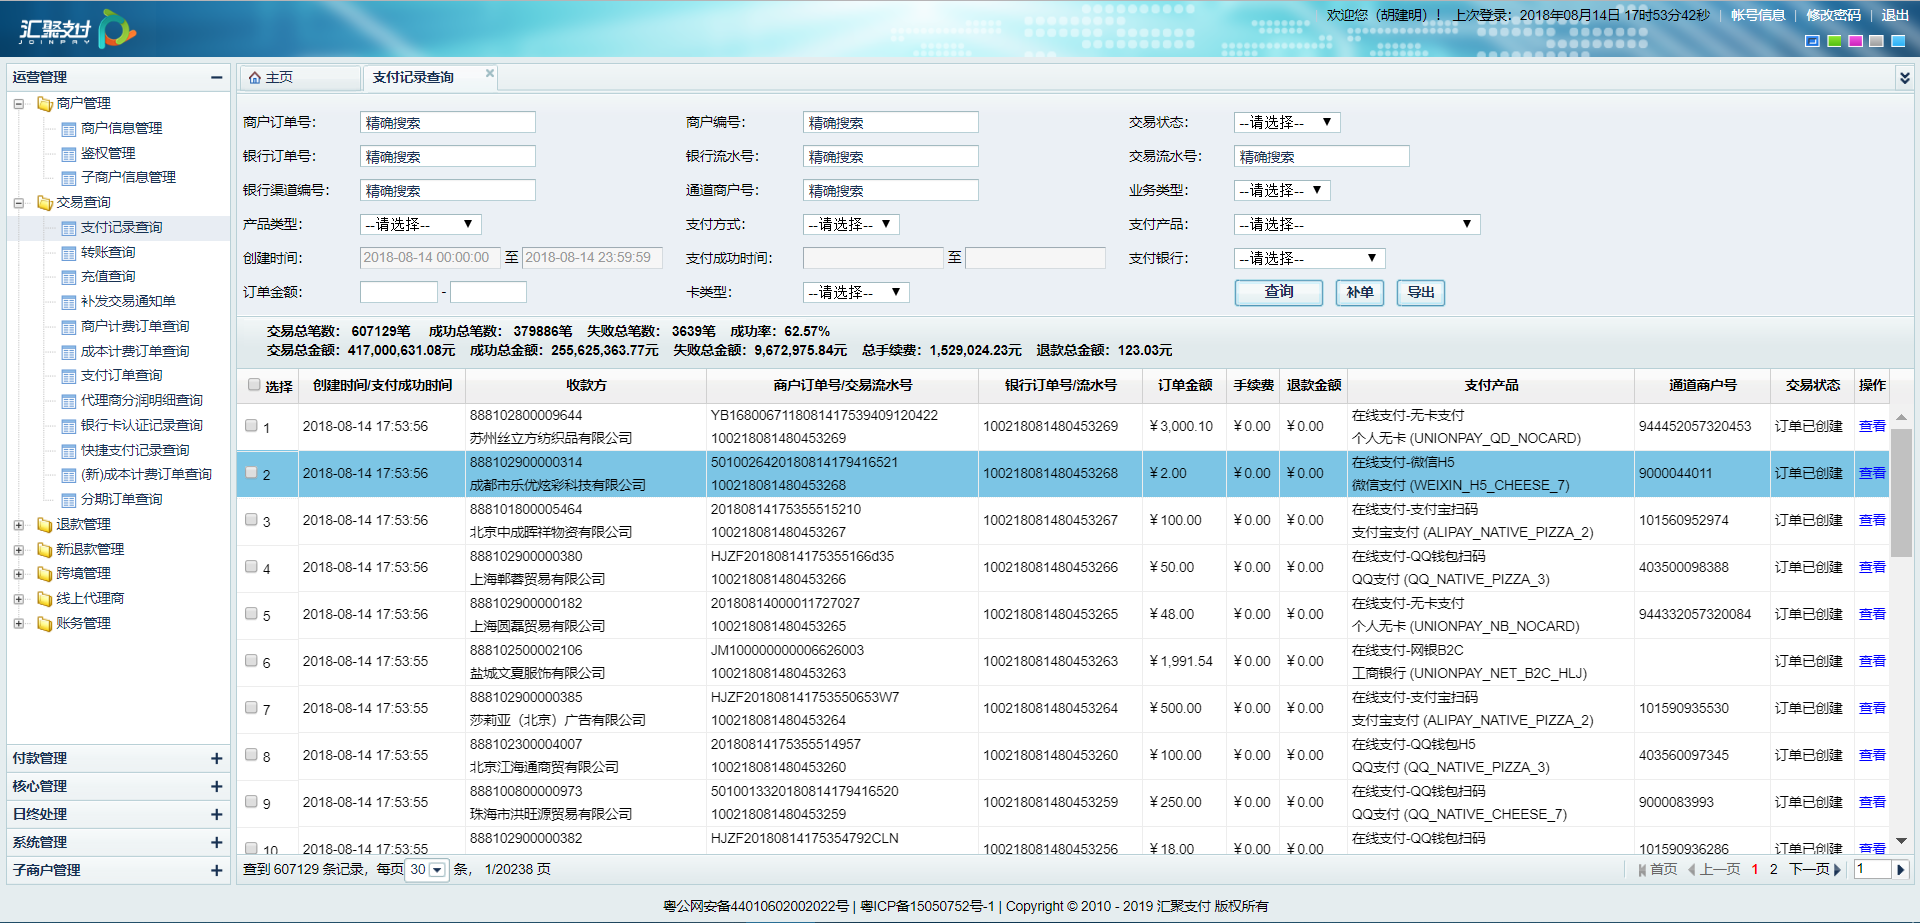 汇聚支付
JOINPAY
欢迎您（胡建明）！ 上次登录：2018年08月14日 17时53分42秒 | 帐号信息 | 修改密码 | 退出
运营管理
商户管理
商户信息管理
鉴权管理
子商户信息管理
交易查询
支付记录查询
转账查询
充值查询
补发交易通知单
商户计费订单查询
成本计费订单查询
支付订单查询
代理商分润明细查询
银行卡认证记录查询
快捷支付记录查询
(新)成本计费订单查询
分期订单查询
退款管理
新退款管理
跨境管理
线上代理商
账务管理
付款管理
核心管理
日终处理
系统管理
子商户管理
主页 支付记录查询
商户订单号： 精确搜索 商户编号： 精确搜索 交易状态： --请选择--
银行订单号： 精确搜索 银行流水号： 精确搜索 交易流水号： 精确搜索
银行渠道编号： 精确搜索 通道商户号： 精确搜索 业务类型： --请选择--
产品类型： --请选择-- 支付方式： --请选择-- 支付产品： --请选择--
创建时间： 2018-08-14 00:00:00 至 2018-08-14 23:59:59 支付成功时间： 至 支付银行： --请选择--
订单金额： - 卡类型： --请选择-- 查询 补单 导出
交易总笔数： 607129笔 成功总笔数： 379886笔 失败总笔数： 3639笔 成功率：62.57%
交易总金额：417,000,631.08元 成功总金额：255,625,363.77元 失败总金额：9,672,975.84元 总手续费：1,529,024.23元 退款总金额：123.03元
选择 创建时间/支付成功时间 收款方 商户订单号/交易流水号 银行订单号/流水号 订单金额 手续费 退款金额 支付产品 通道商户号 交易状态 操作
888102800009644 YB1680067118081417539409120422 在线支付-无卡支付
1 2018-08-14 17:53:56 100218081480453269 ￥3,000.10 ￥0.00 ￥0.00 944452057320453 订单已创建 查看
苏州丝立方纺织品有限公司 100218081480453269 个人无卡 (UNIONPAY_QD_NOCARD)
888102900000314 50100264201808141794​16521 在线支付-微信H5
2 2018-08-14 17:53:56 100218081480453268 ￥2.00 ￥0.00 ￥0.00 9000044011 订单已创建 查看
成都市乐优炫彩科技有限公司 100218081480453268 微信支付 (WEIXIN_H5_CHEESE_7)
888101800005464 20180814175355515210 在线支付-支付宝扫码
3 2018-08-14 17:53:56 100218081480453267 ￥100.00 ￥0.00 ￥0.00 101560952974 订单已创建 查看
北京中成晖祥物资有限公司 100218081480453267 支付宝支付 (ALIPAY_NATIVE_PIZZA_2)
888102900000380 HJZF20180814175355166d35 在线支付-QQ钱包扫码
4 2018-08-14 17:53:56 100218081480453266 ￥50.00 ￥0.00 ￥0.00 403500098388 订单已创建 查看
上海郸蓉贸易有限公司 100218081480453266 QQ支付 (QQ_NATIVE_PIZZA_3)
888102900000182 20180814000011727027 在线支付-无卡支付
5 2018-08-14 17:53:56 100218081480453265 ￥48.00 ￥0.00 ￥0.00 944332057320084 订单已创建 查看
上海圆磊贸易有限公司 100218081480453265 个人无卡 (UNIONPAY_NB_NOCARD)
888102500002106 JM100000000006626003 在线支付-网银B2C
6 2018-08-14 17:53:55 100218081480453263 ￥1,991.54 ￥0.00 ￥0.00 订单已创建 查看
盐城文夏服饰有限公司 100218081480453263 工商银行 (UNIONPAY_NET_B2C_HLJ)
888102900000385 HJZF201808141753550653W7 在线支付-支付宝扫码
7 2018-08-14 17:53:55 100218081480453264 ￥500.00 ￥0.00 ￥0.00 101590935530 订单已创建 查看
莎莉亚（北京）广告有限公司 100218081480453264 支付宝支付 (ALIPAY_NATIVE_PIZZA_2)
888102300004007 20180814175355514957 在线支付-QQ钱包H5
8 2018-08-14 17:53:55 100218081480453260 ￥100.00 ￥0.00 ￥0.00 403560097345 订单已创建 查看
北京江海通商贸有限公司 100218081480453260 QQ支付 (QQ_NATIVE_PIZZA_3)
888100800000973 5010013320180814179416520 在线支付-QQ钱包扫码
9 2018-08-14 17:53:55 100218081480453259 ￥250.00 ￥0.00 ￥0.00 9000083993 订单已创建 查看
珠海市洪旺源贸易有限公司 100218081480453259 QQ支付 (QQ_NATIVE_CHEESE_7)
888102900000382 HJZF20180814175354792CLN 在线支付-QQ钱包扫码
10 2018-08-14 17:53:55 100218081480453256 ￥18.00 ￥0.00 ￥0.00 101590936286 订单已创建 查看
查到 607129 条记录，每页 30 条， 1/20238 页 首页 上一页 1 2 下一页 1
粤公网安备44010602002022号 | 粤ICP备15050752号-1 | Copyright © 2010 - 2019 汇聚支付 版权所有